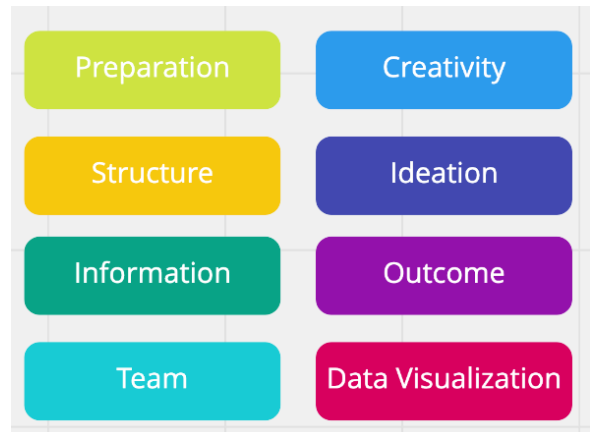 Preparation
Creativity
Structure
Ideation
Information
Outcome
Team
Data Visualization